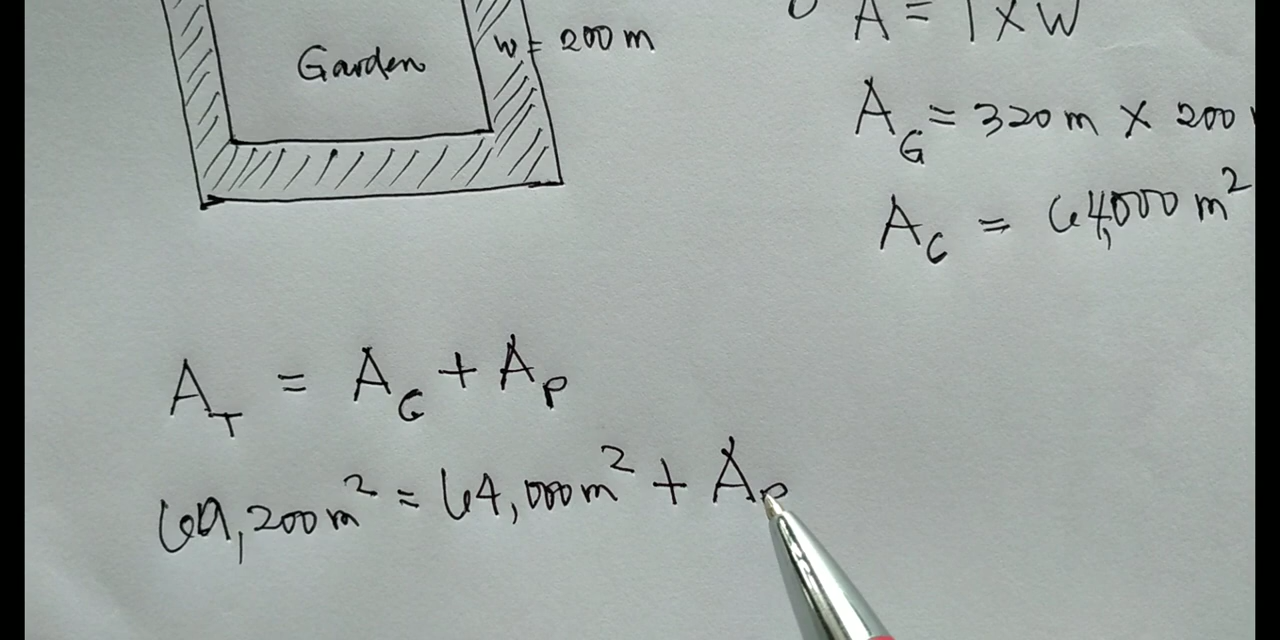 Garden
w = 200 m
A = l X W
A_G = 320 m X 200
A_G = 64,000 m²
A_T = A_G + A_P
69,200 m² = 64,000 m² + A_P